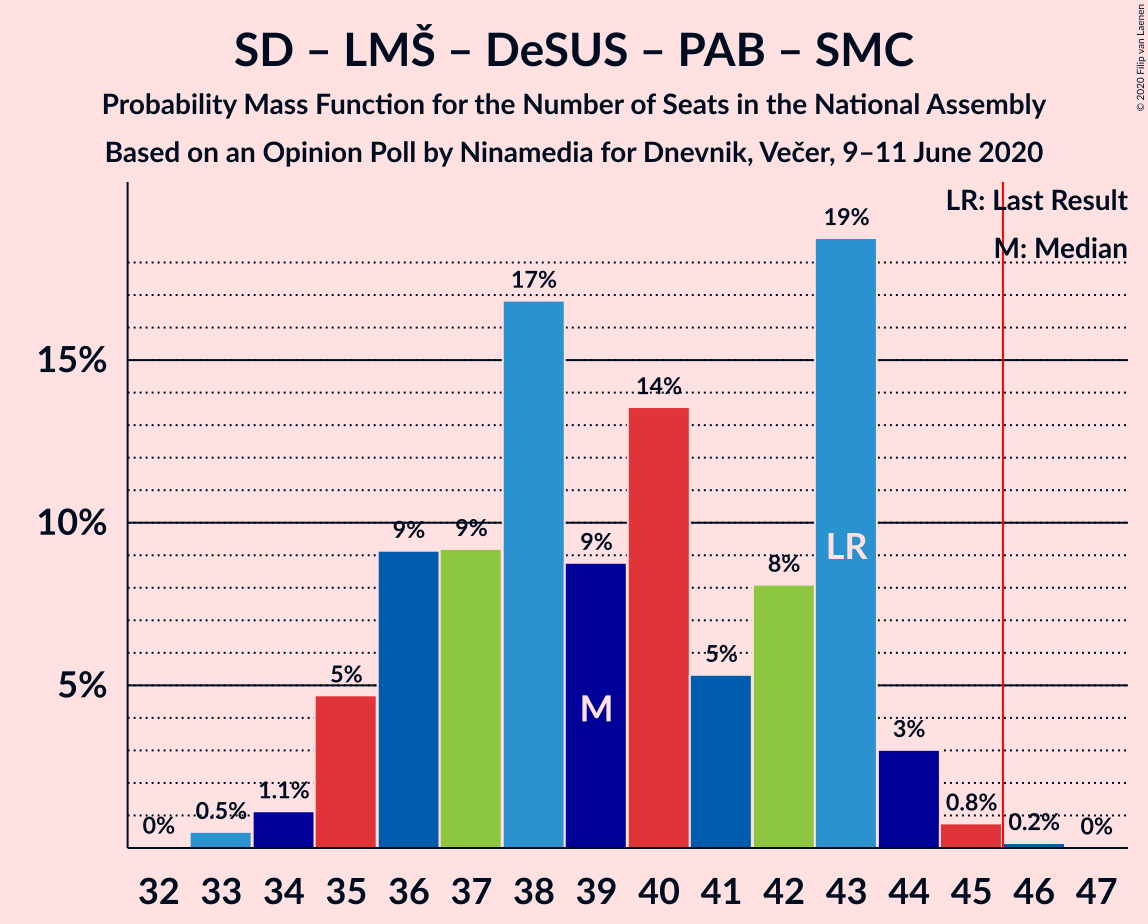 SD – LMŠ – DeSUS – PAB – SMC
Probability Mass Function for the Number of Seats in the National Assembly
Based on an Opinion Poll by Ninamedia for Dnevnik, Večer, 9–11 June 2020
© 2020 Filip van Laenen
LR: Last Result
M: Median
15%
10%
5%
0%
0.5%
1.1%
5%
9%
9%
17%
9%
14%
5%
8%
19%
3%
0.8%
0.2%
0%
M
LR
32 33 34 35 36 37 38 39 40 41 42 43 44 45 46 47